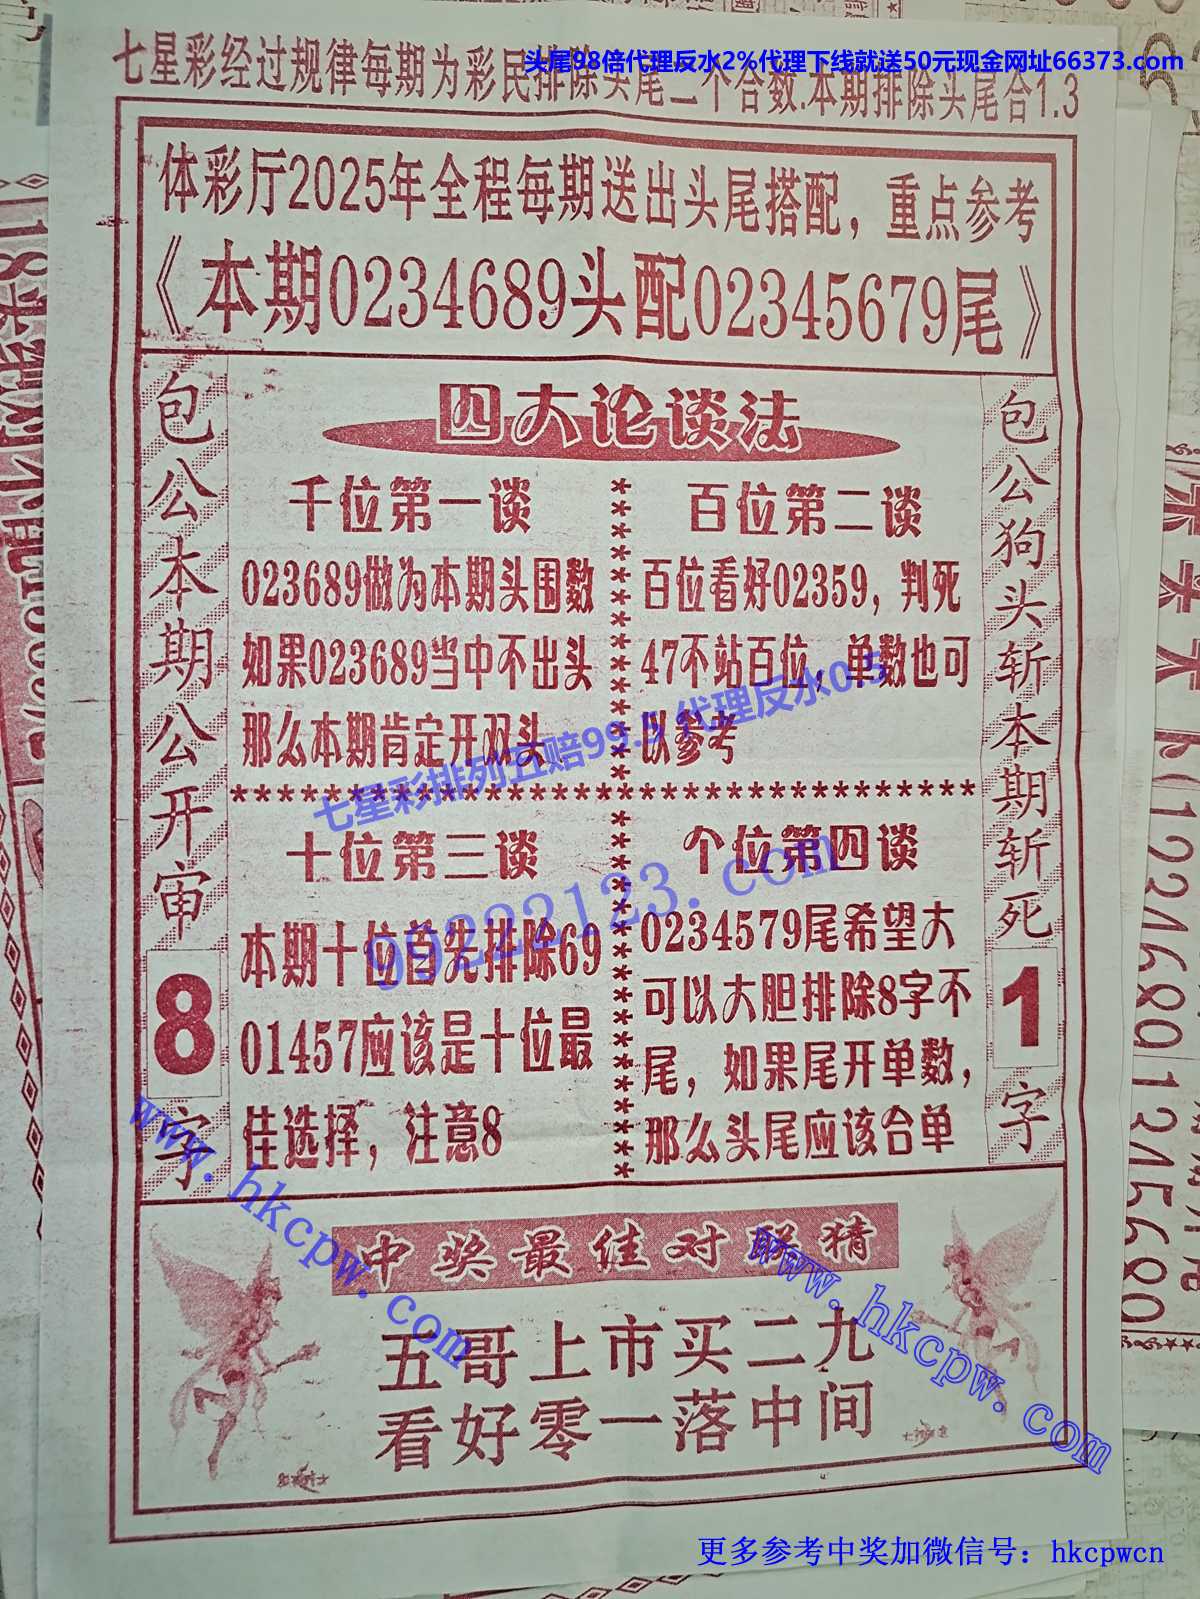 头尾98倍代理反水2%代理下线就送50元现金网址66373.com
七星彩经过规律每期为彩民排除头尾二个合数.本期排除头尾合1.3
体彩厅2025年全程每期送出头尾搭配，重点参考
《本期0234689头配02345679尾》
包公本期公开审8字
四大论谈法
千位第一谈
023689做为本期头围数
如果023689当中不出头
那么本期肯定开双头.
百位第二谈
百位看好02359，判死
47不站百位，单数也可
以参考
十位第三谈
本期十位首先排除69
01457应该是十位最
佳选择，注意8
个位第四谈
0234579尾希望大
可以大胆排除8字不
尾，如果尾开单数，
那么头尾应该合单
包公狗头斩本期斩死1字
七星彩排列五赔99.5 代理反水0.5
99222123.com
www.hkcpw.com
www.hkcpw.com
中奖最佳对联猜
五哥上市买二九
看好零一落中间
更多参考中奖加微信号：hkcpwcn